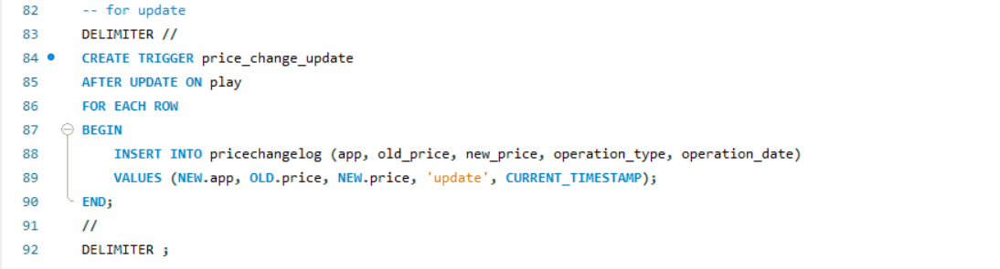 82 -- for update
83 DELIMITER //
84 CREATE TRIGGER price_change_update
85 AFTER UPDATE ON play
86 FOR EACH ROW
87 BEGIN
88 INSERT INTO pricechangelog (app, old_price, new_price, operation_type, operation_date)
89 VALUES (NEW.app, OLD.price, NEW.price, 'update', CURRENT_TIMESTAMP);
90 END;
91 //
92 DELIMITER ;